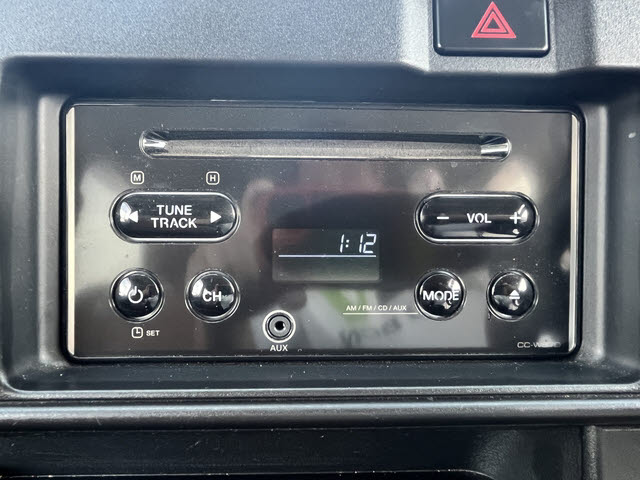 M H
TUNE
TRACK
− VOL +
1:12
CH
MODE
AM / FM / CD / AUX
SET
AUX